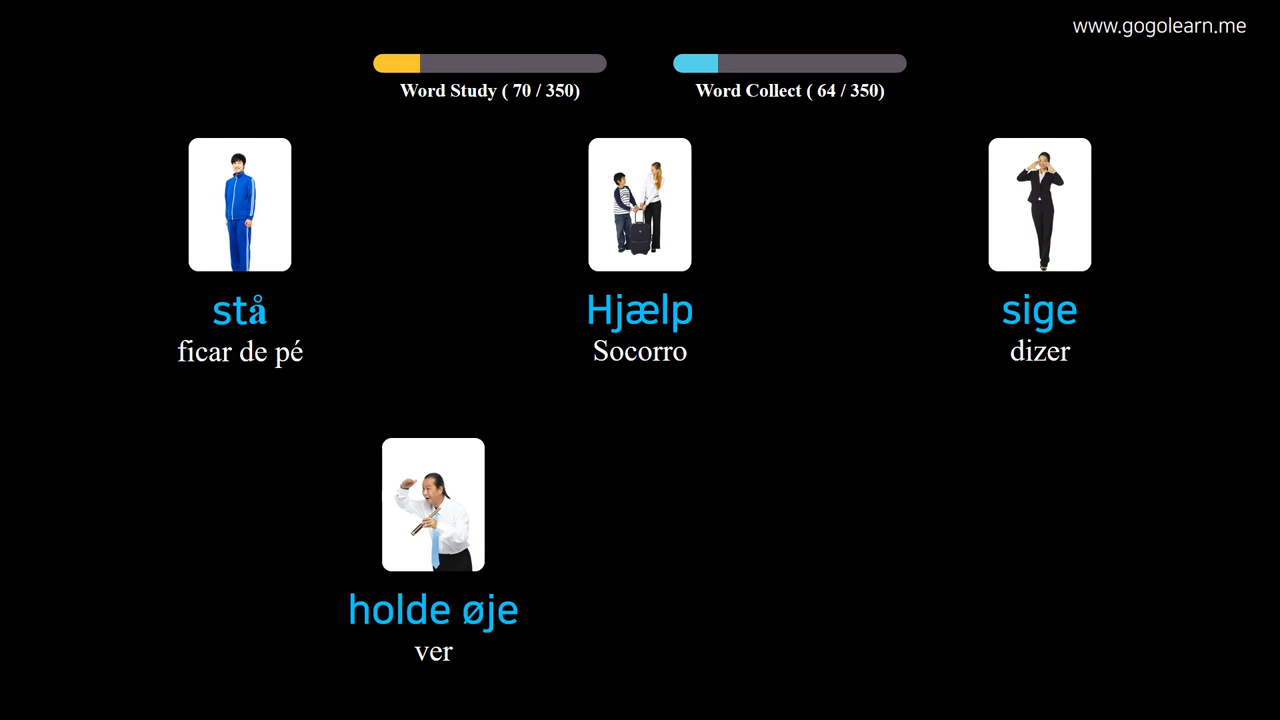 www.gogolearn.me
Word Study ( 70 / 350)
Word Collect ( 64 / 350)
stå
ficar de pé
Hjælp
Socorro
sige
dizer
holde øje
ver